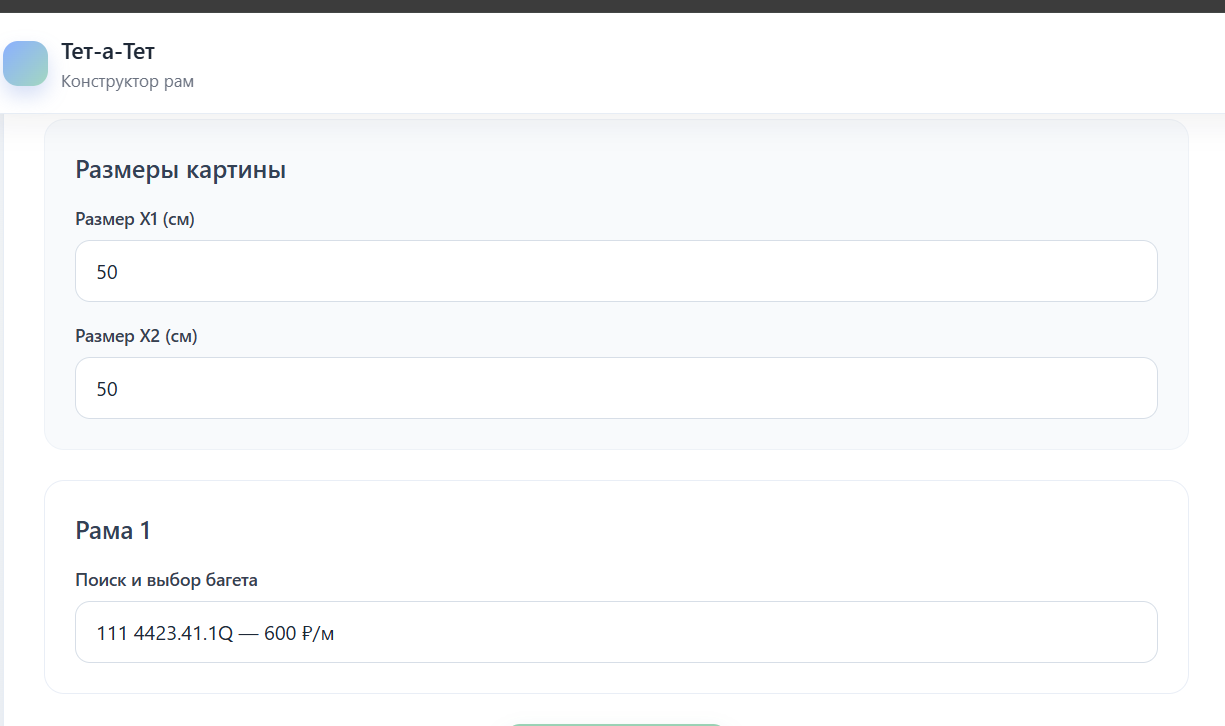 Тет-а-Тет
Конструктор рам
Размеры картины
Размер X1 (см)
50
Размер X2 (см)
50
Рама 1
Поиск и выбор багета
111 4423.41.1Q — 600 ₽/м